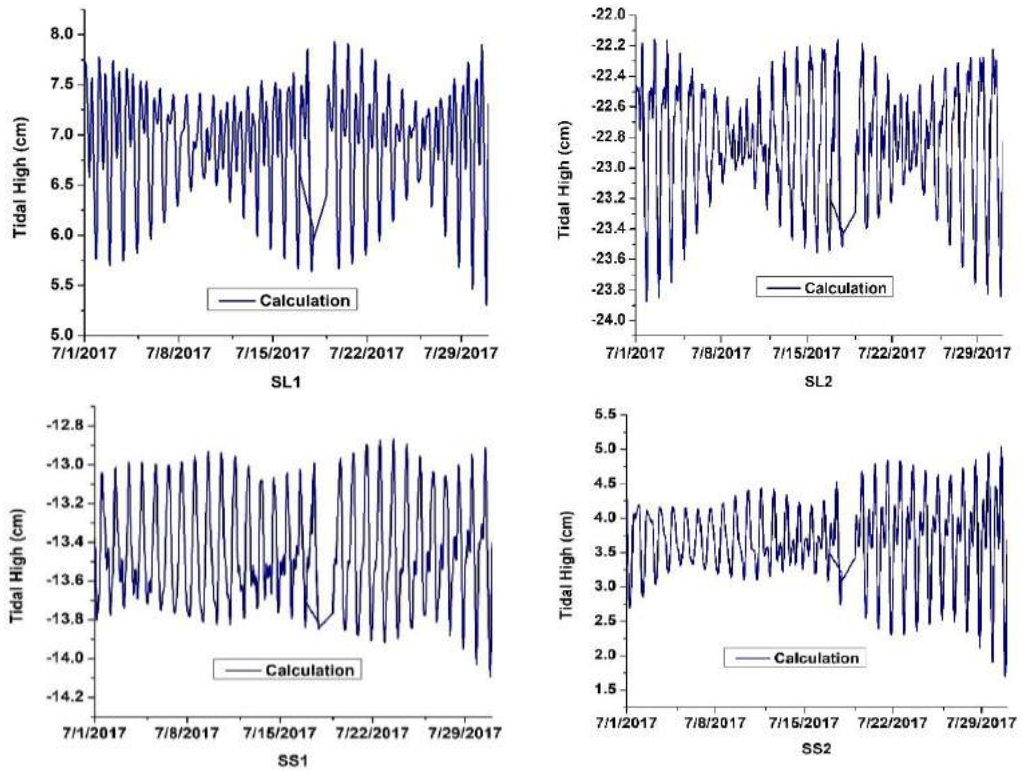 8.0
7.5
7.0
6.5
6.0
5.5
5.0
Tidal High (cm)
Calculation
7/1/2017 7/8/2017 7/15/2017 7/22/2017 7/29/2017
SL1
-22.2
-22.4
-22.6
-22.8
-23.0
-23.2
-23.4
-23.6
-23.8
-24.0
Tidal High (cm)
Calculation
7/1/2017 7/8/2017 7/15/2017 7/22/2017 7/29/2017
SL2
-12.8
-13.0
-13.2
-13.4
-13.6
-13.8
-14.0
-14.2
Tidal High (cm)
Calculation
7/1/2017 7/8/2017 7/15/2017 7/22/2017 7/29/2017
SS1
5.5
5.0
4.5
4.0
3.5
3.0
2.5
2.0
1.5
Tidal High (cm)
Calculation
7/1/2017 7/8/2017 7/15/2017 7/22/2017 7/29/2017
SS2